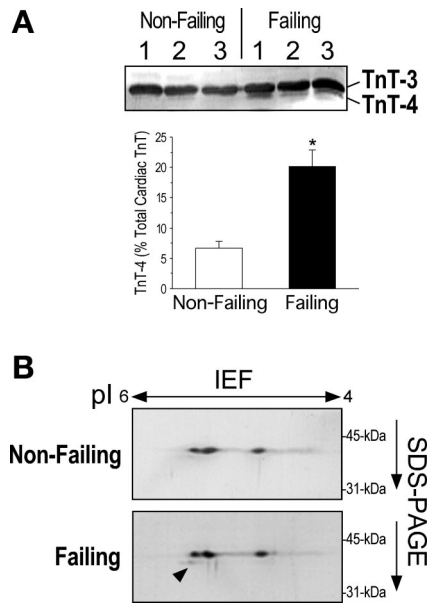 A
Non-Failing Failing
1 2 3 1 2 3
TnT-3
TnT-4
TnT-4 (% Total Cardiac TnT)
25
20
15
10
5
0
*
Non-Failing Failing
B
IEF
pI 6 4
Non-Failing
45-kDa
31-kDa
Failing
45-kDa
31-kDa
SDS-PAGE